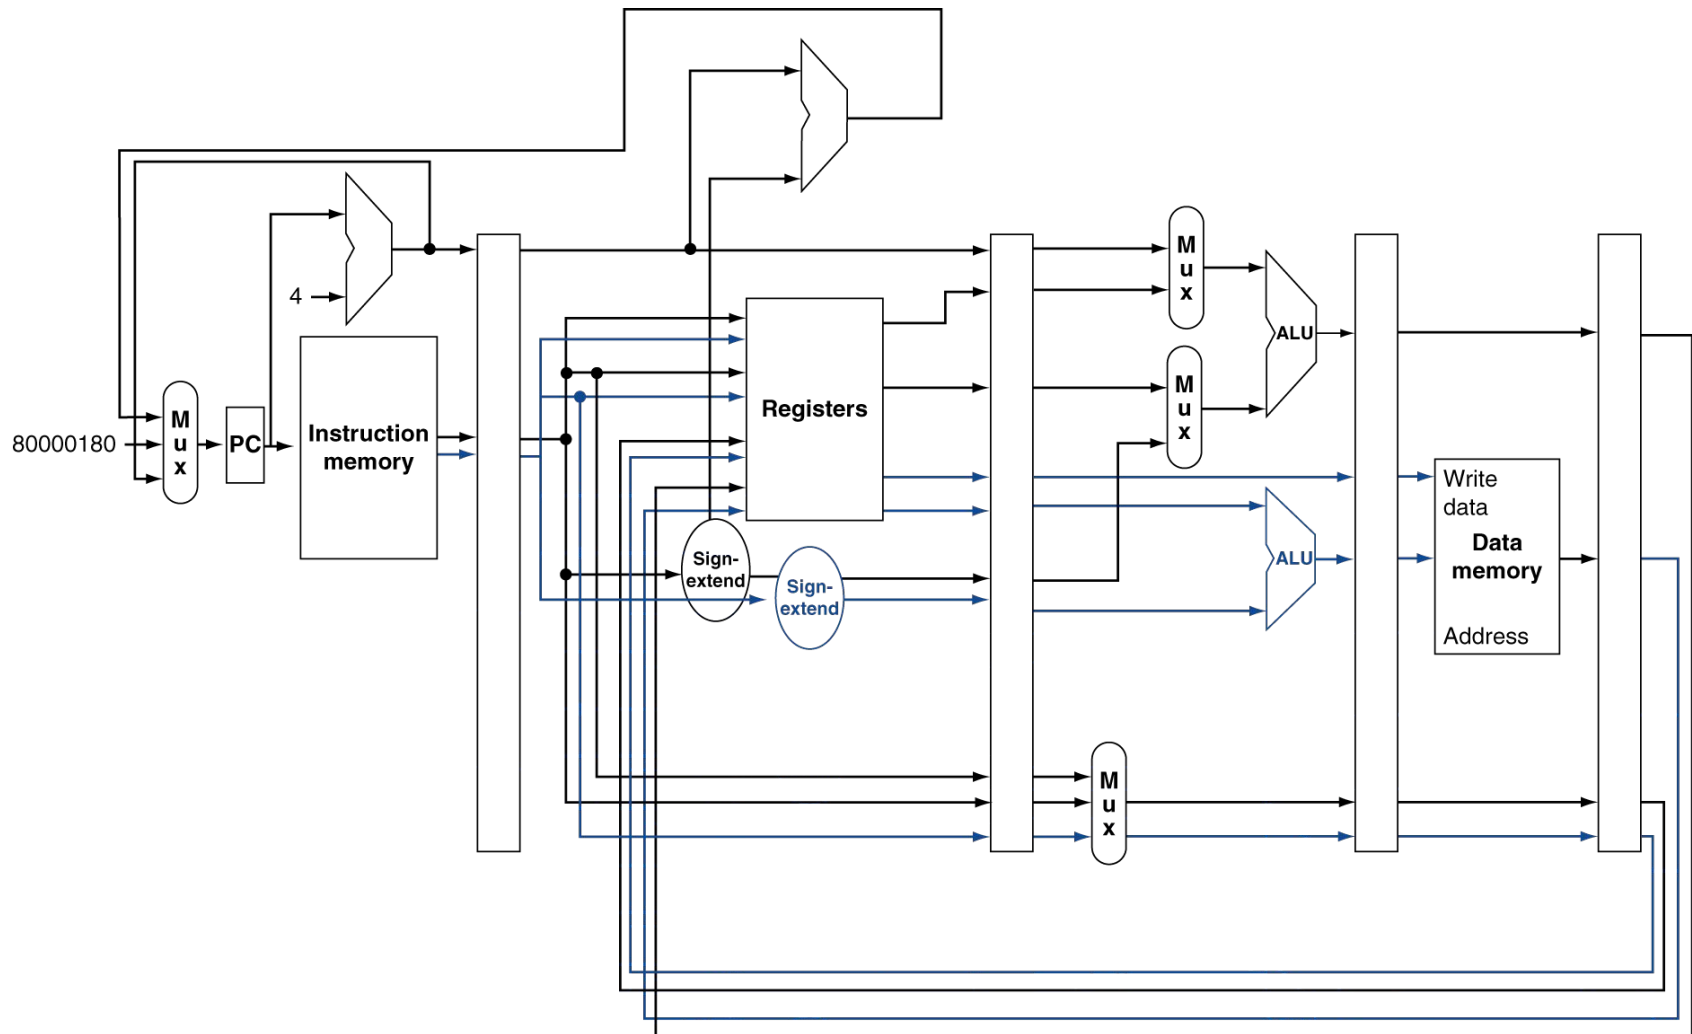 4
M
u
x
80000180
PC
Instruction
memory
Registers
Sign-
extend
Sign-
extend
M
u
x
M
u
x
ALU
ALU
M
u
x
Write
data
Data
memory
Address